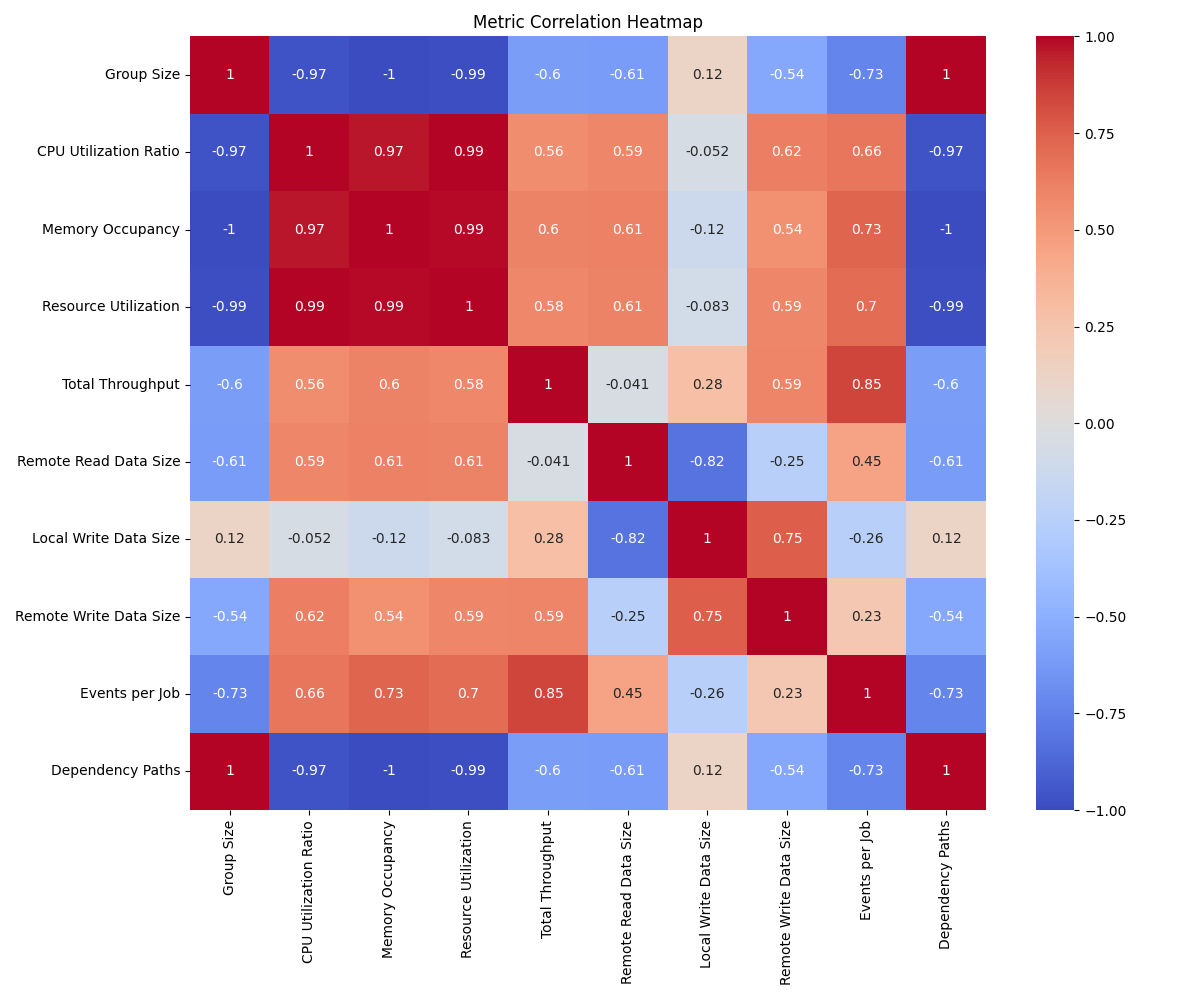 Metric Correlation Heatmap
Group Size 1 -0.97 -1 -0.99 -0.6 -0.61 0.12 -0.54 -0.73 1
CPU Utilization Ratio -0.97 1 0.97 0.99 0.56 0.59 -0.052 0.62 0.66 -0.97
Memory Occupancy -1 0.97 1 0.99 0.6 0.61 -0.12 0.54 0.73 -1
Resource Utilization -0.99 0.99 0.99 1 0.58 0.61 -0.083 0.59 0.7 -0.99
Total Throughput -0.6 0.56 0.6 0.58 1 -0.041 0.28 0.59 0.85 -0.6
Remote Read Data Size -0.61 0.59 0.61 0.61 -0.041 1 -0.82 -0.25 0.45 -0.61
Local Write Data Size 0.12 -0.052 -0.12 -0.083 0.28 -0.82 1 0.75 -0.26 0.12
Remote Write Data Size -0.54 0.62 0.54 0.59 0.59 -0.25 0.75 1 0.23 -0.54
Events per Job -0.73 0.66 0.73 0.7 0.85 0.45 -0.26 0.23 1 -0.73
Dependency Paths 1 -0.97 -1 -0.99 -0.6 -0.61 0.12 -0.54 -0.73 1
Group Size
CPU Utilization Ratio
Memory Occupancy
Resource Utilization
Total Throughput
Remote Read Data Size
Local Write Data Size
Remote Write Data Size
Events per Job
Dependency Paths
1.00
0.75
0.50
0.25
0.00
−0.25
−0.50
−0.75
−1.00